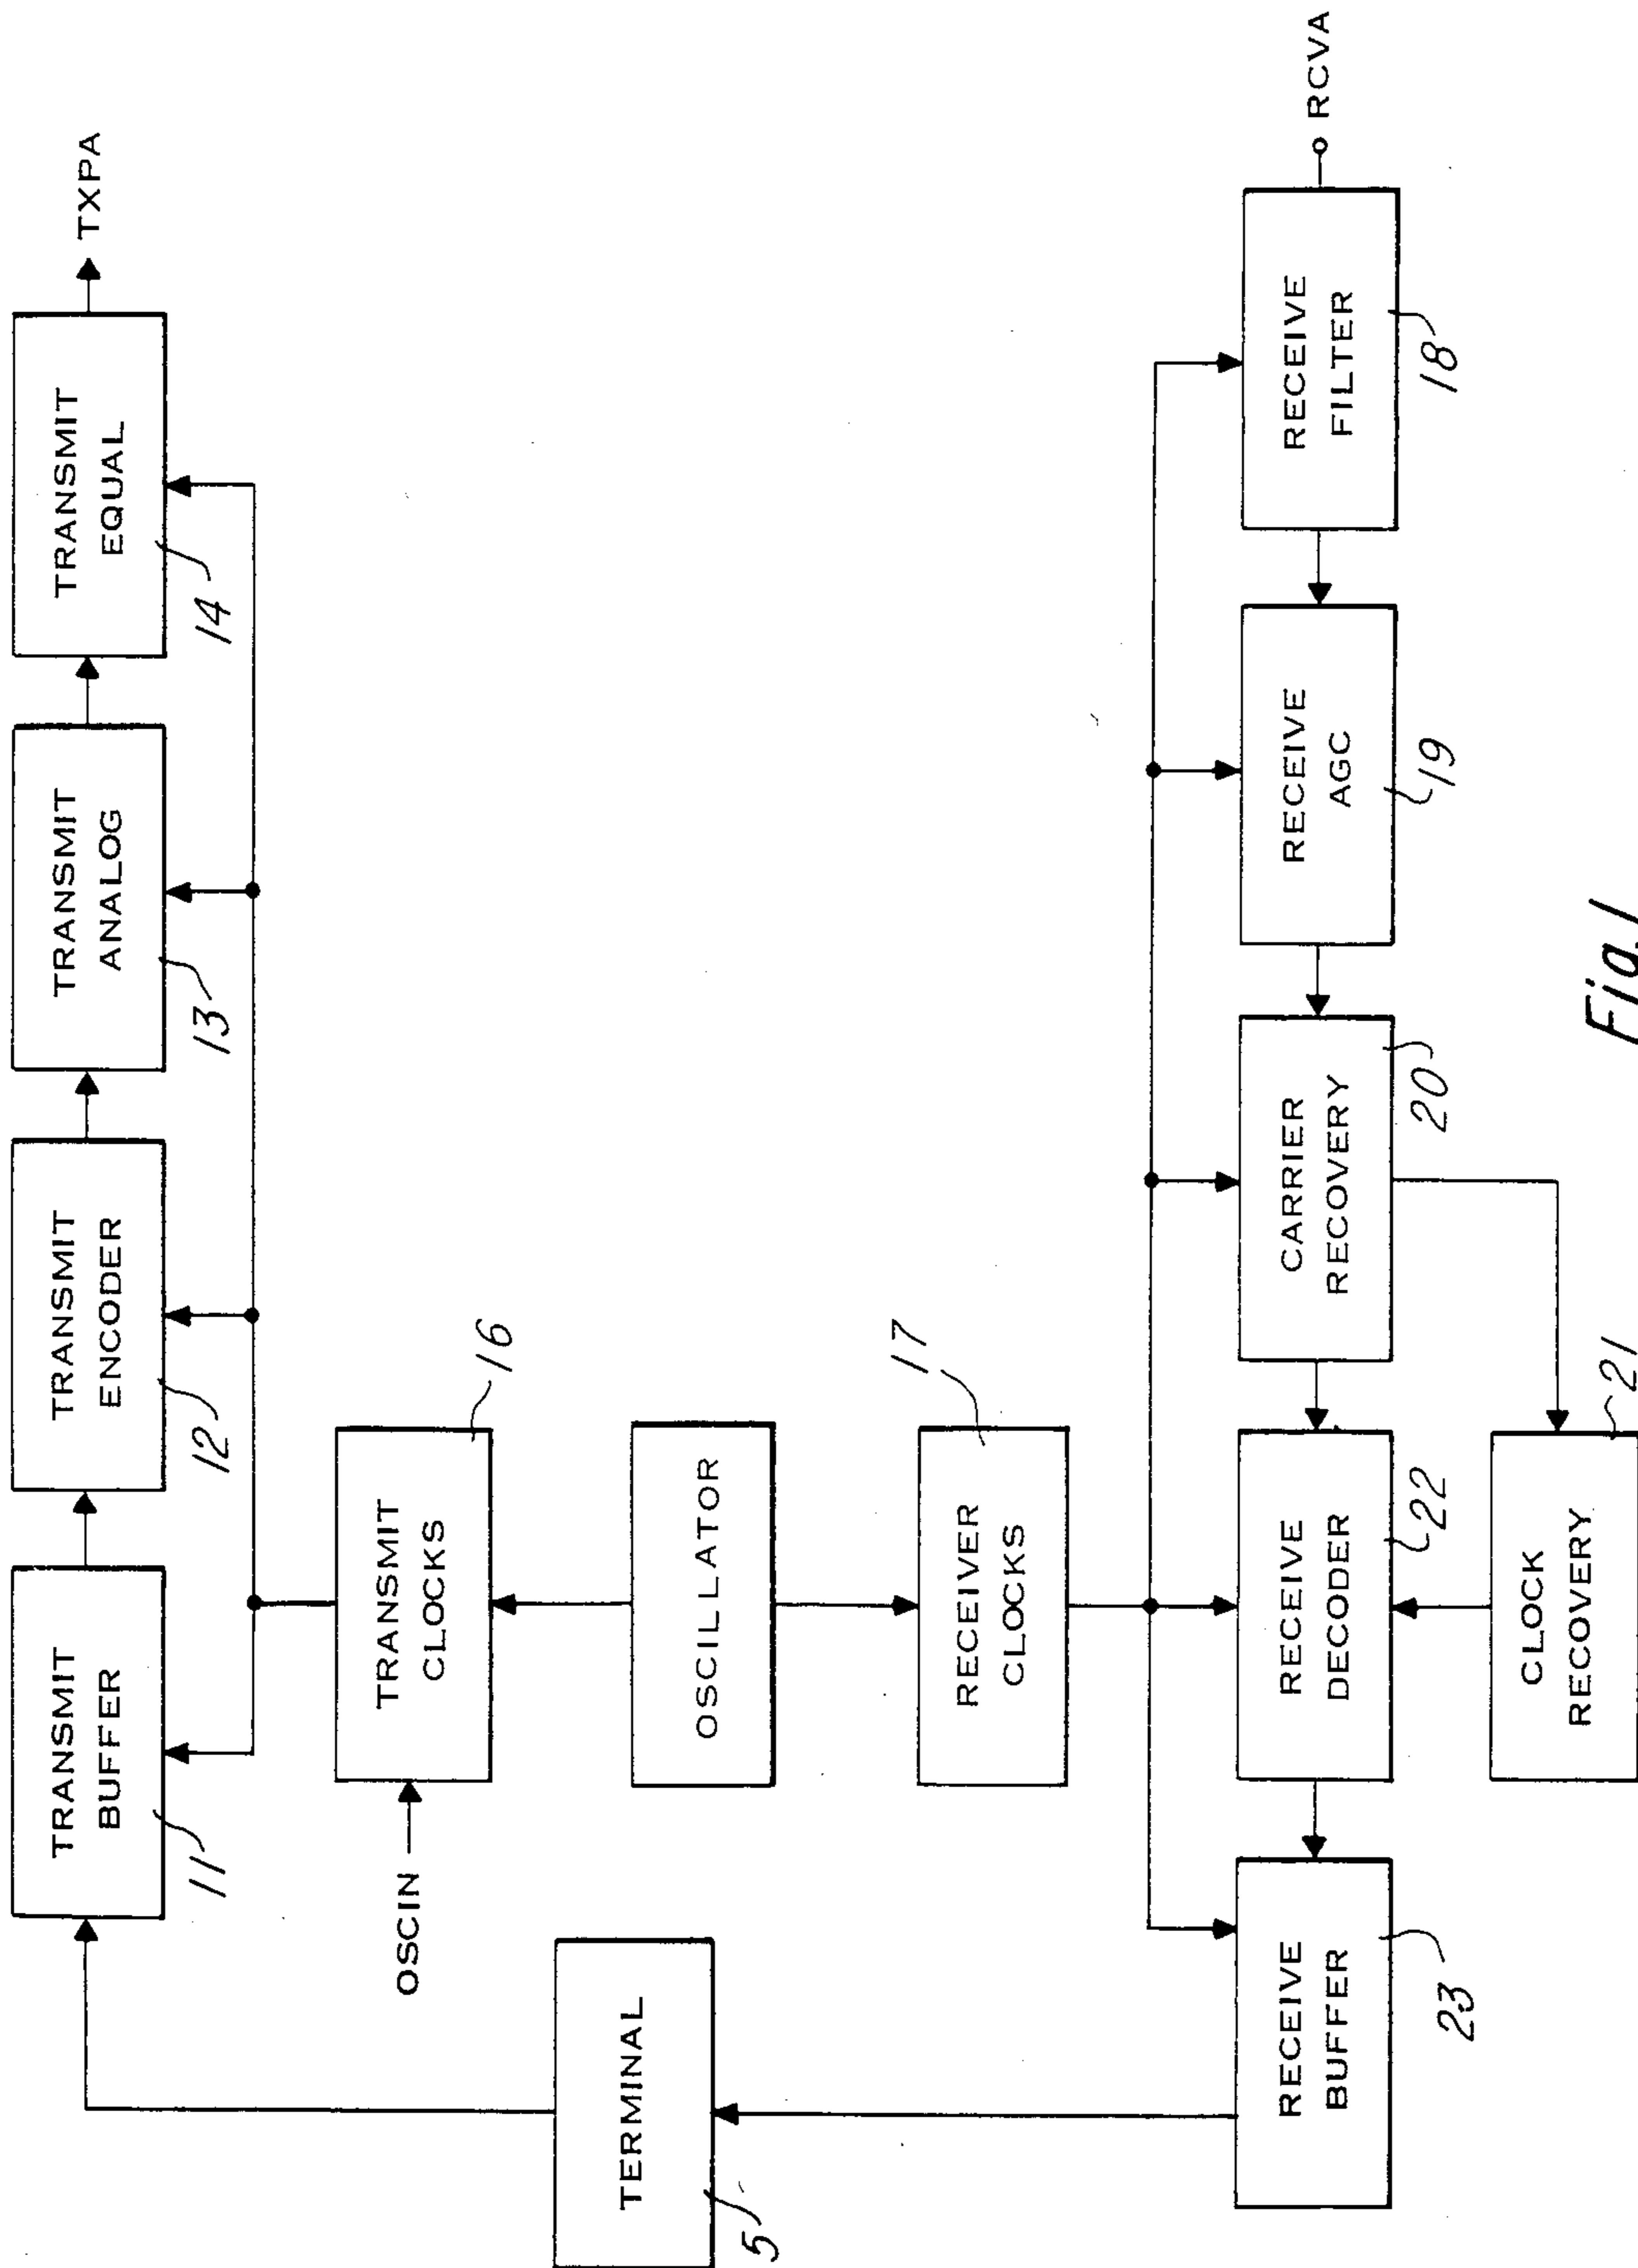 TRANSMIT
BUFFER
11
TRANSMIT
ENCODER
12
TRANSMIT
ANALOG
13
TRANSMIT
EQUAL
14
TXPA
OSCIN
TRANSMIT
CLOCKS
16
OSCILLATOR
TERMINAL
5
RECEIVER
CLOCKS
17
RECEIVE
BUFFER
23
RECEIVE
DECODER
22
CARRIER
RECOVERY
20
RECEIVE
AGC
19
RECEIVE
FILTER
18
RCVA
CLOCK
RECOVERY
21
Fig.1